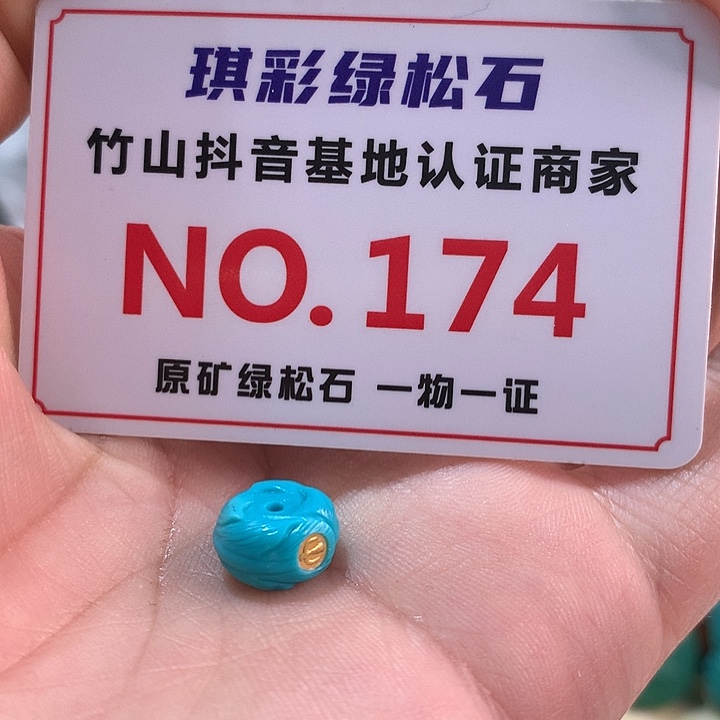 琪彩绿松石
竹山抖音基地认证商家
NO.174
原矿绿松石 一物一证